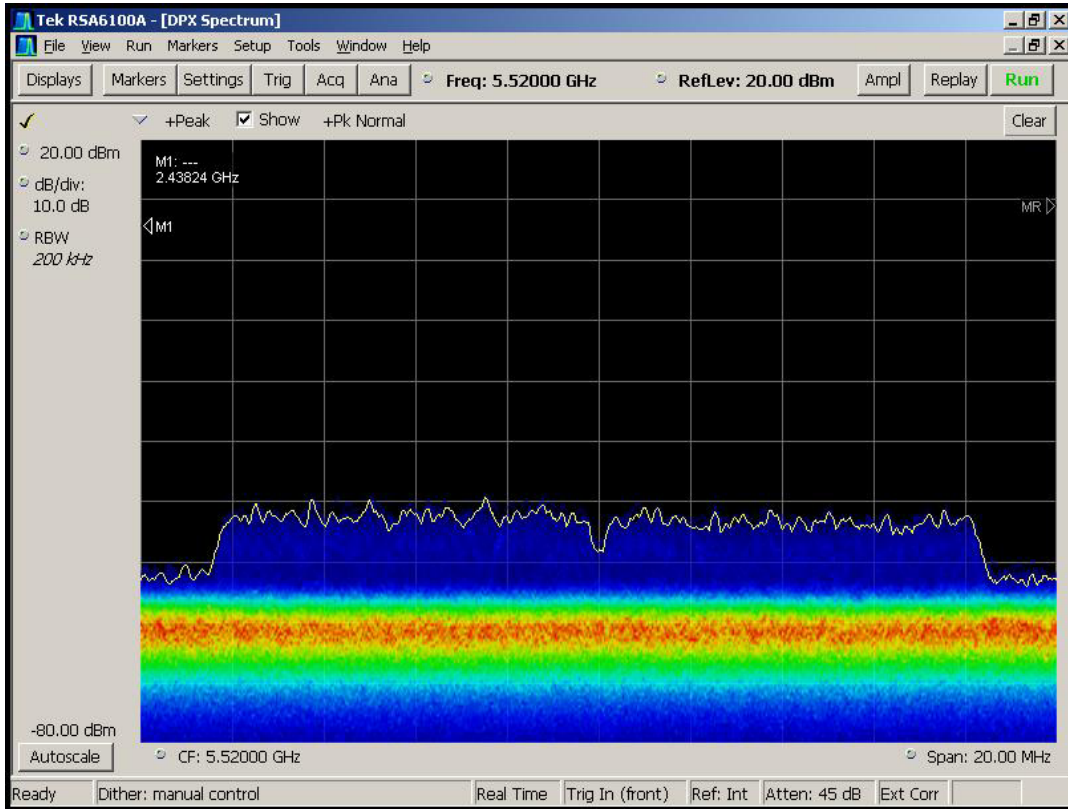 Tek RSA6100A - [DPX Spectrum]
File View Run Markers Setup Tools Window Help
Displays Markers Settings Trig Acq Ana Freq: 5.52000 GHz RefLev: 20.00 dBm Ampl Replay Run
+Peak Show +Pk Normal Clear
20.00 dBm
dB/div:
10.0 dB
RBW
200 kHz
M1: ---
2.43824 GHz
M1
MR
-80.00 dBm
Autoscale CF: 5.52000 GHz Span: 20.00 MHz
Ready Dither: manual control Real Time Trig In (front) Ref: Int Atten: 45 dB Ext Corr